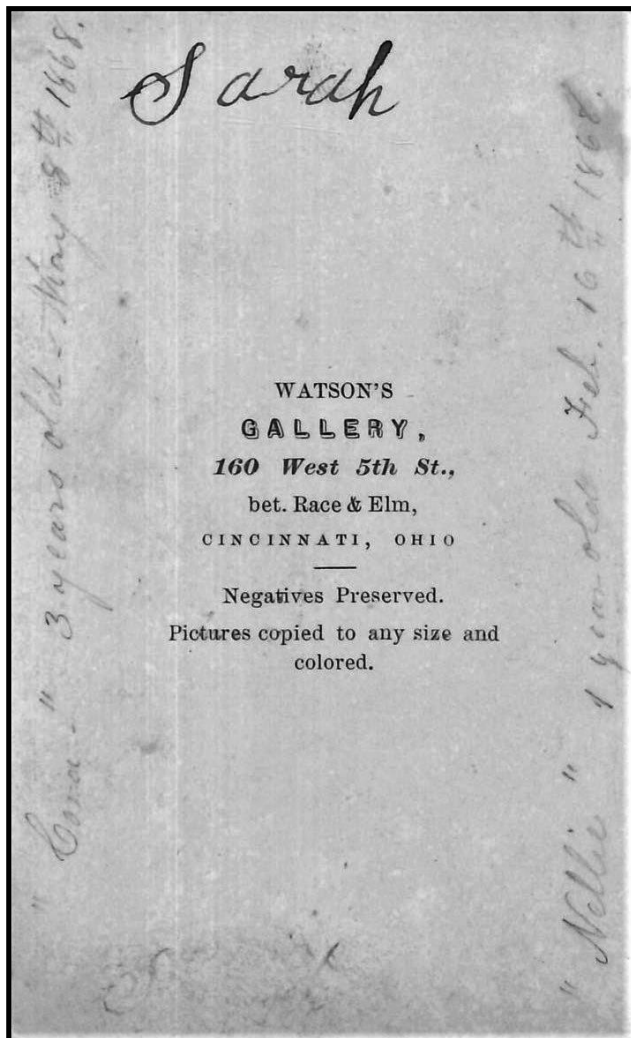 Sarah
"Cora" 3 years old - May 8th 1868.
WATSON'S
GALLERY,
160 West 5th St.,
bet. Race & Elm,
CINCINNATI, OHIO
Negatives Preserved.
Pictures copied to any size and
colored.
"Nellie" 1 year old Feb. 16th 1868.